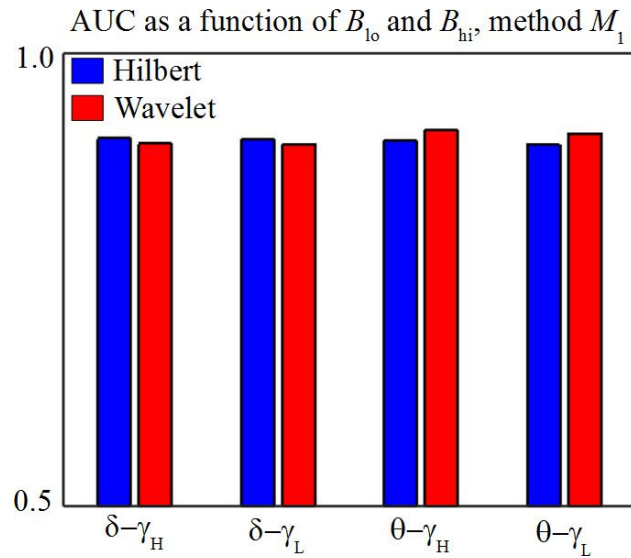 AUC as a function of B_lo and B_hi, method M_1
1.0
Hilbert
Wavelet
0.5
δ–γ_H δ–γ_L θ–γ_H θ–γ_L